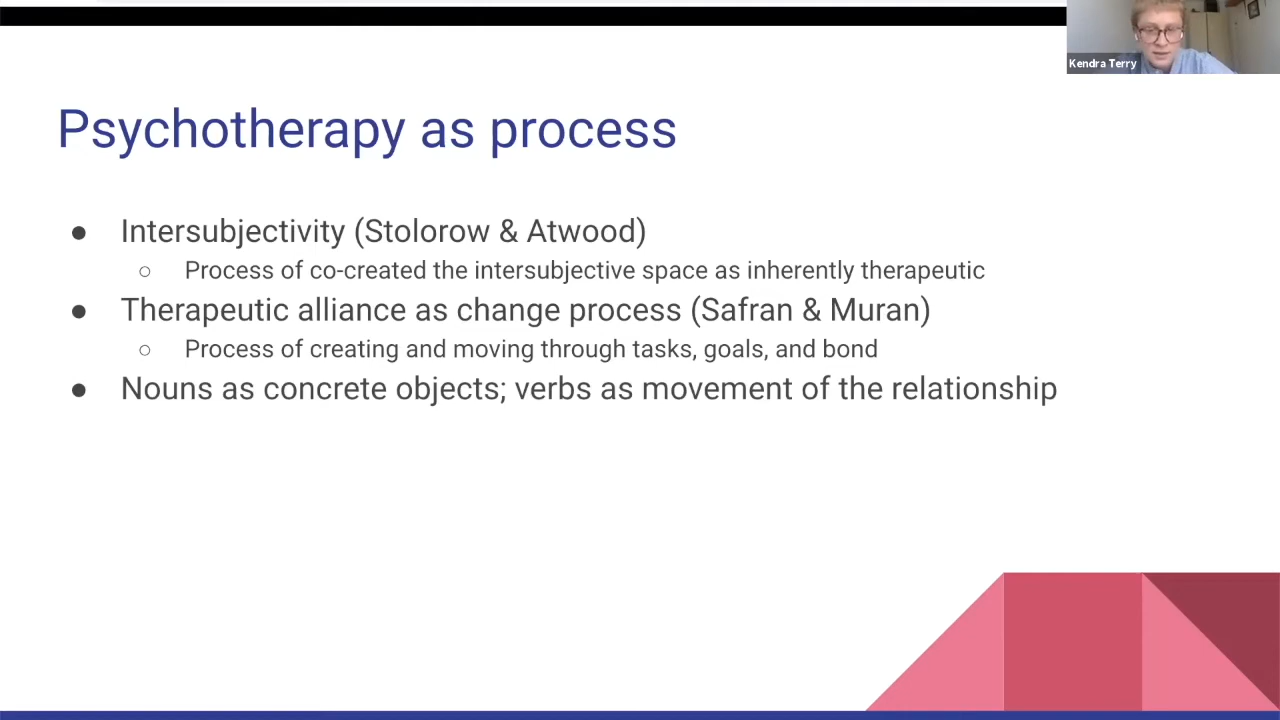 Kendra Terry
Psychotherapy as process
● Intersubjectivity (Stolorow & Atwood)
○ Process of co-created the intersubjective space as inherently therapeutic
● Therapeutic alliance as change process (Safran & Muran)
○ Process of creating and moving through tasks, goals, and bond
● Nouns as concrete objects; verbs as movement of the relationship